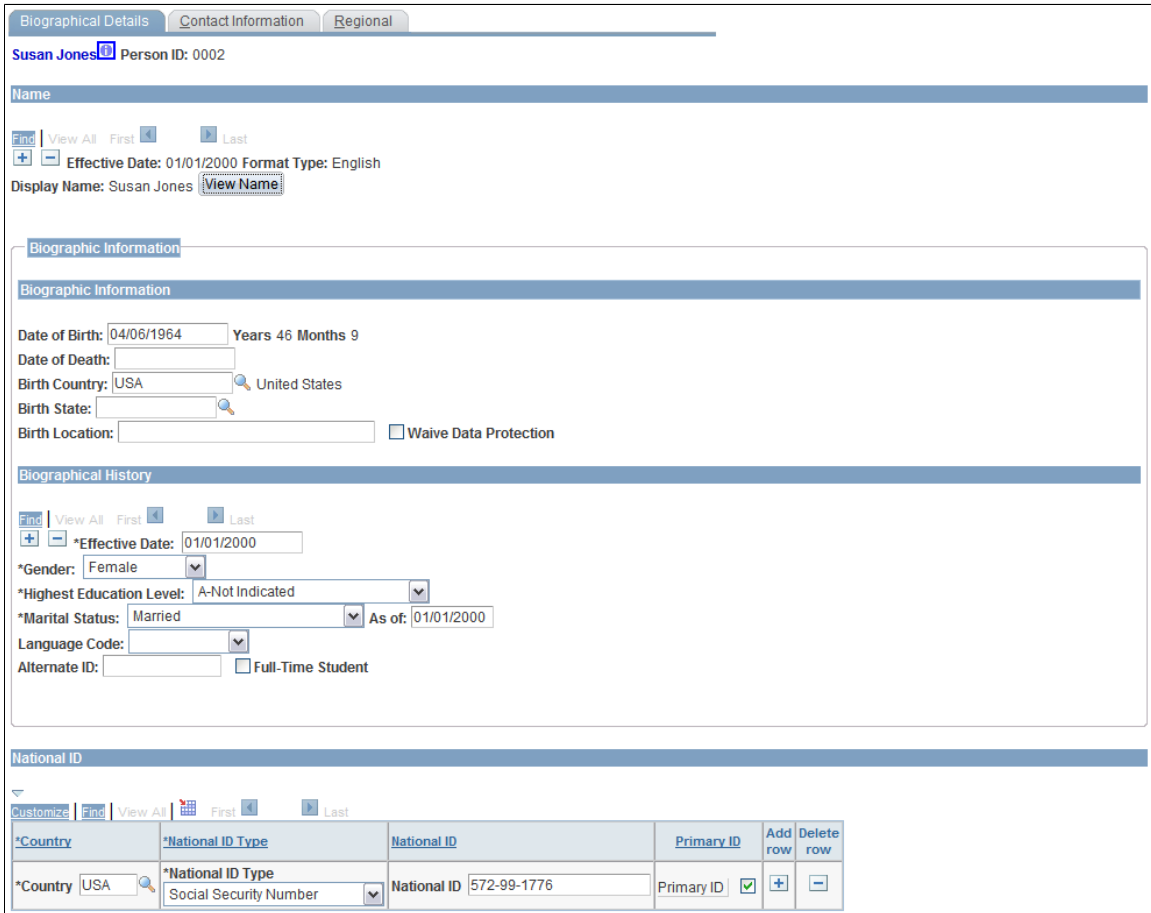 Biographical Details Contact Information Regional
Susan Jones Person ID: 0002
Name
Find View All First Last
Effective Date: 01/01/2000 Format Type: English
Display Name: Susan Jones View Name
Biographic Information
Biographic Information
Date of Birth: 04/06/1964 Years 46 Months 9
Date of Death:
Birth Country: USA United States
Birth State:
Birth Location: Waive Data Protection
Biographical History
Find View All First Last
*Effective Date: 01/01/2000
*Gender: Female
*Highest Education Level: A-Not Indicated
*Marital Status: Married As of: 01/01/2000
Language Code:
Alternate ID: Full-Time Student
National ID
Customize Find View All First Last
*Country *National ID Type National ID Primary ID Add row Delete row
*Country USA *National ID Type Social Security Number National ID 572-99-1776 Primary ID